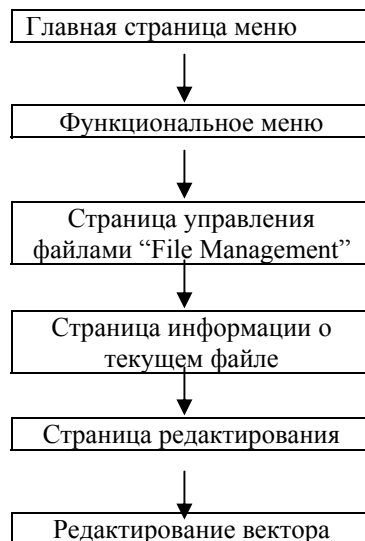 Главная страница меню
Функциональное меню
Страница управления
файлами “File Management”
Страница информации о
текущем файле
Страница редактирования
Редактирование вектора